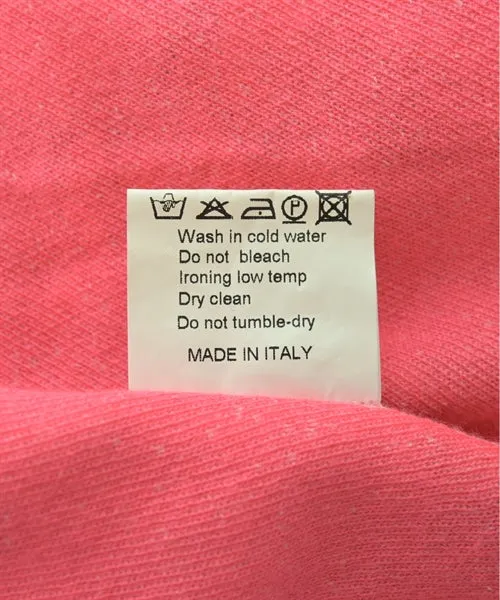 P
Wash in cold water
Do not bleach
Ironing low temp
Dry clean
Do not tumble-dry
MADE IN ITALY